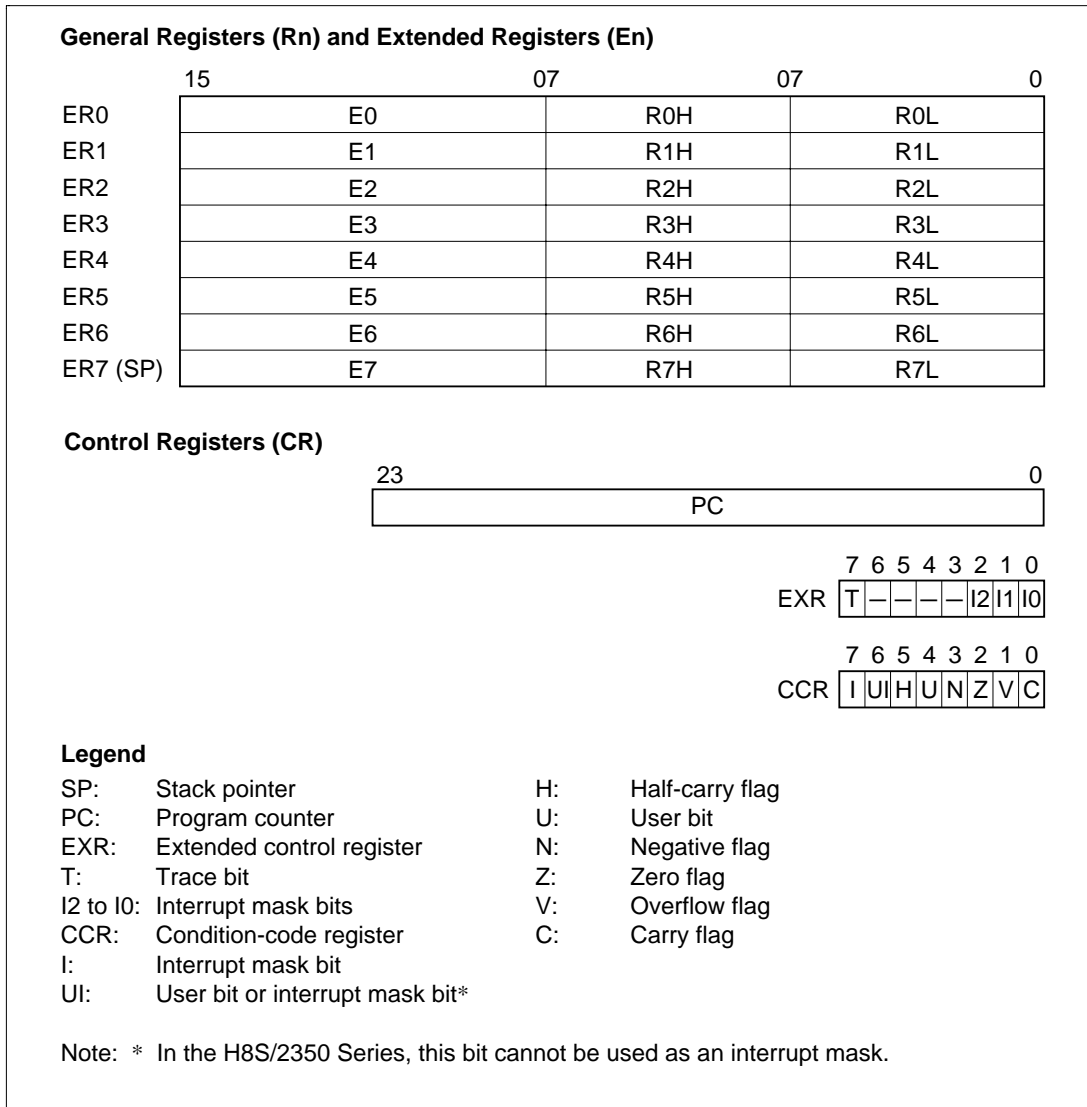 General Registers (Rn) and Extended Registers (En)
15 07 07 0
ER0 E0 R0H R0L
ER1 E1 R1H R1L
ER2 E2 R2H R2L
ER3 E3 R3H R3L
ER4 E4 R4H R4L
ER5 E5 R5H R5L
ER6 E6 R6H R6L
ER7 (SP) E7 R7H R7L
Control Registers (CR)
23 0
PC
7 6 5 4 3 2 1 0
EXR T — — — — I2 I1 I0
7 6 5 4 3 2 1 0
CCR I UI H U N Z V C
Legend
SP: Stack pointer H: Half-carry flag
PC: Program counter U: User bit
EXR: Extended control register N: Negative flag
T: Trace bit Z: Zero flag
I2 to I0: Interrupt mask bits V: Overflow flag
CCR: Condition-code register C: Carry flag
I: Interrupt mask bit
UI: User bit or interrupt mask bit*
Note: * In the H8S/2350 Series, this bit cannot be used as an interrupt mask.